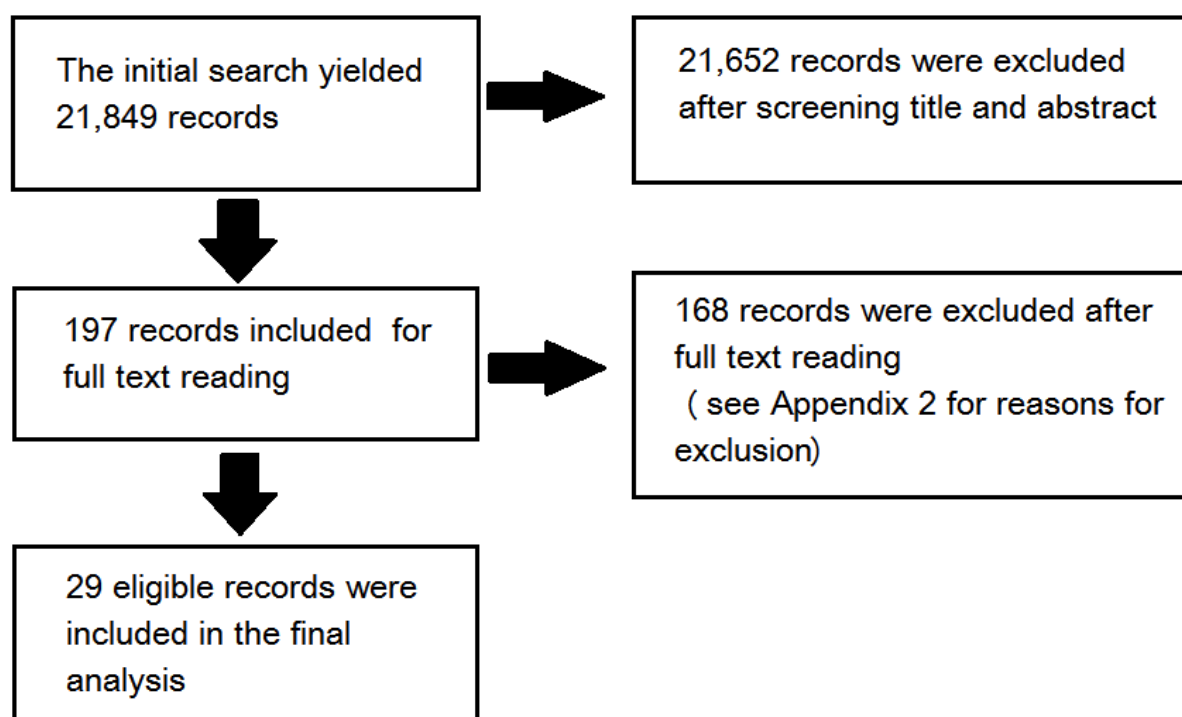 The initial search yielded
21,849 records
21,652 records were excluded
after screening title and abstract
197 records included for
full text reading
168 records were excluded after
full text reading
（see Appendix 2 for reasons for
exclusion)
29 eligible records were
included in the final
analysis